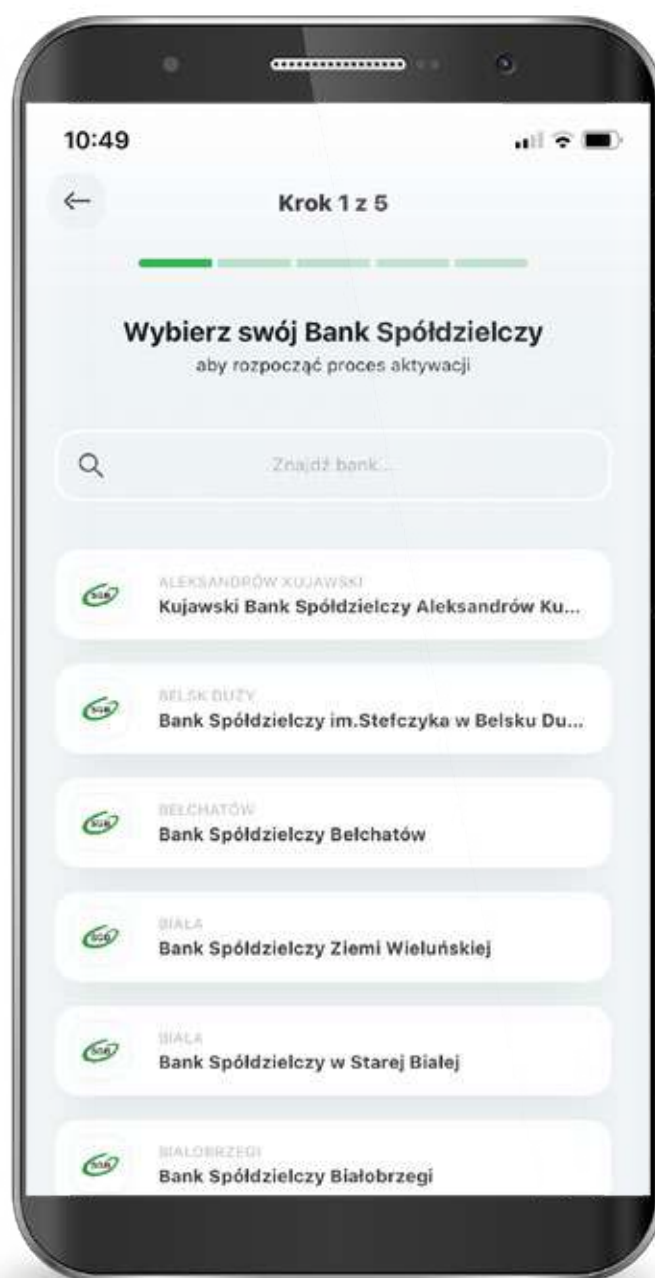 10:49
Krok 1 z 5
Wybierz swój Bank Spółdzielczy
aby rozpocząć proces aktywacji
Znajdź bank...
ALEKSANDRÓW KUJAWSKI
Kujawski Bank Spółdzielczy Aleksandrów Ku...
BELSK DUŻY
Bank Spółdzielczy im.Stefczyka w Belsku Du...
BEŁCHATÓW
Bank Spółdzielczy Bełchatów
BIAŁA
Bank Spółdzielczy Ziemi Wieluńskiej
BIAŁA
Bank Spółdzielczy w Starej Białej
BIAŁOBRZEGI
Bank Spółdzielczy Białobrzegi